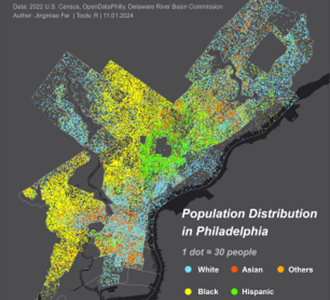 Data: 2022 U.S. Census, OpenDataPhilly, Delaware River Basin Commission
Author: Jingmiao Fei | Tools: R | 11.01.2024
Population Distribution
in Philadelphia
1 dot = 30 people
White Asian Others
Black Hispanic